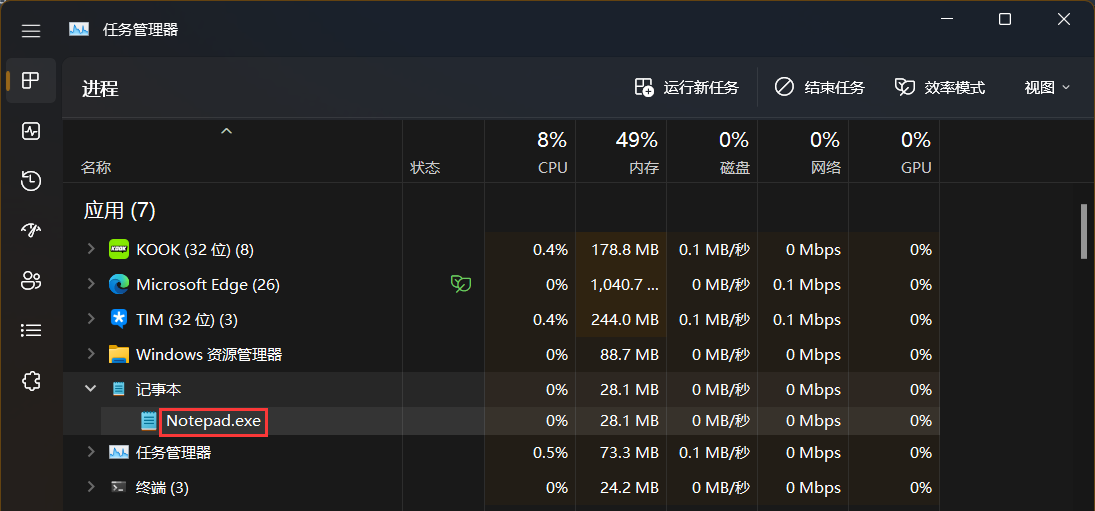 任务管理器
进程
运行新任务 结束任务 效率模式 视图
8% 49% 0% 0% 0%
名称 状态 CPU 内存 磁盘 网络 GPU
应用 (7)
KOOK (32 位) (8) 0.4% 178.8 MB 0.1 MB/秒 0 Mbps 0%
Microsoft Edge (26) 0% 1,040.7 ... 0 MB/秒 0.1 Mbps 0%
TIM (32 位) (3) 0.4% 244.0 MB 0.1 MB/秒 0.1 Mbps 0%
Windows 资源管理器 0% 88.7 MB 0 MB/秒 0 Mbps 0%
记事本 0% 28.1 MB 0 MB/秒 0 Mbps 0%
Notepad.exe 0% 28.1 MB 0 MB/秒 0 Mbps 0%
任务管理器 0.5% 73.3 MB 0.1 MB/秒 0 Mbps 0%
终端 (3) 0% 24.2 MB 0 MB/秒 0 Mbps 0%